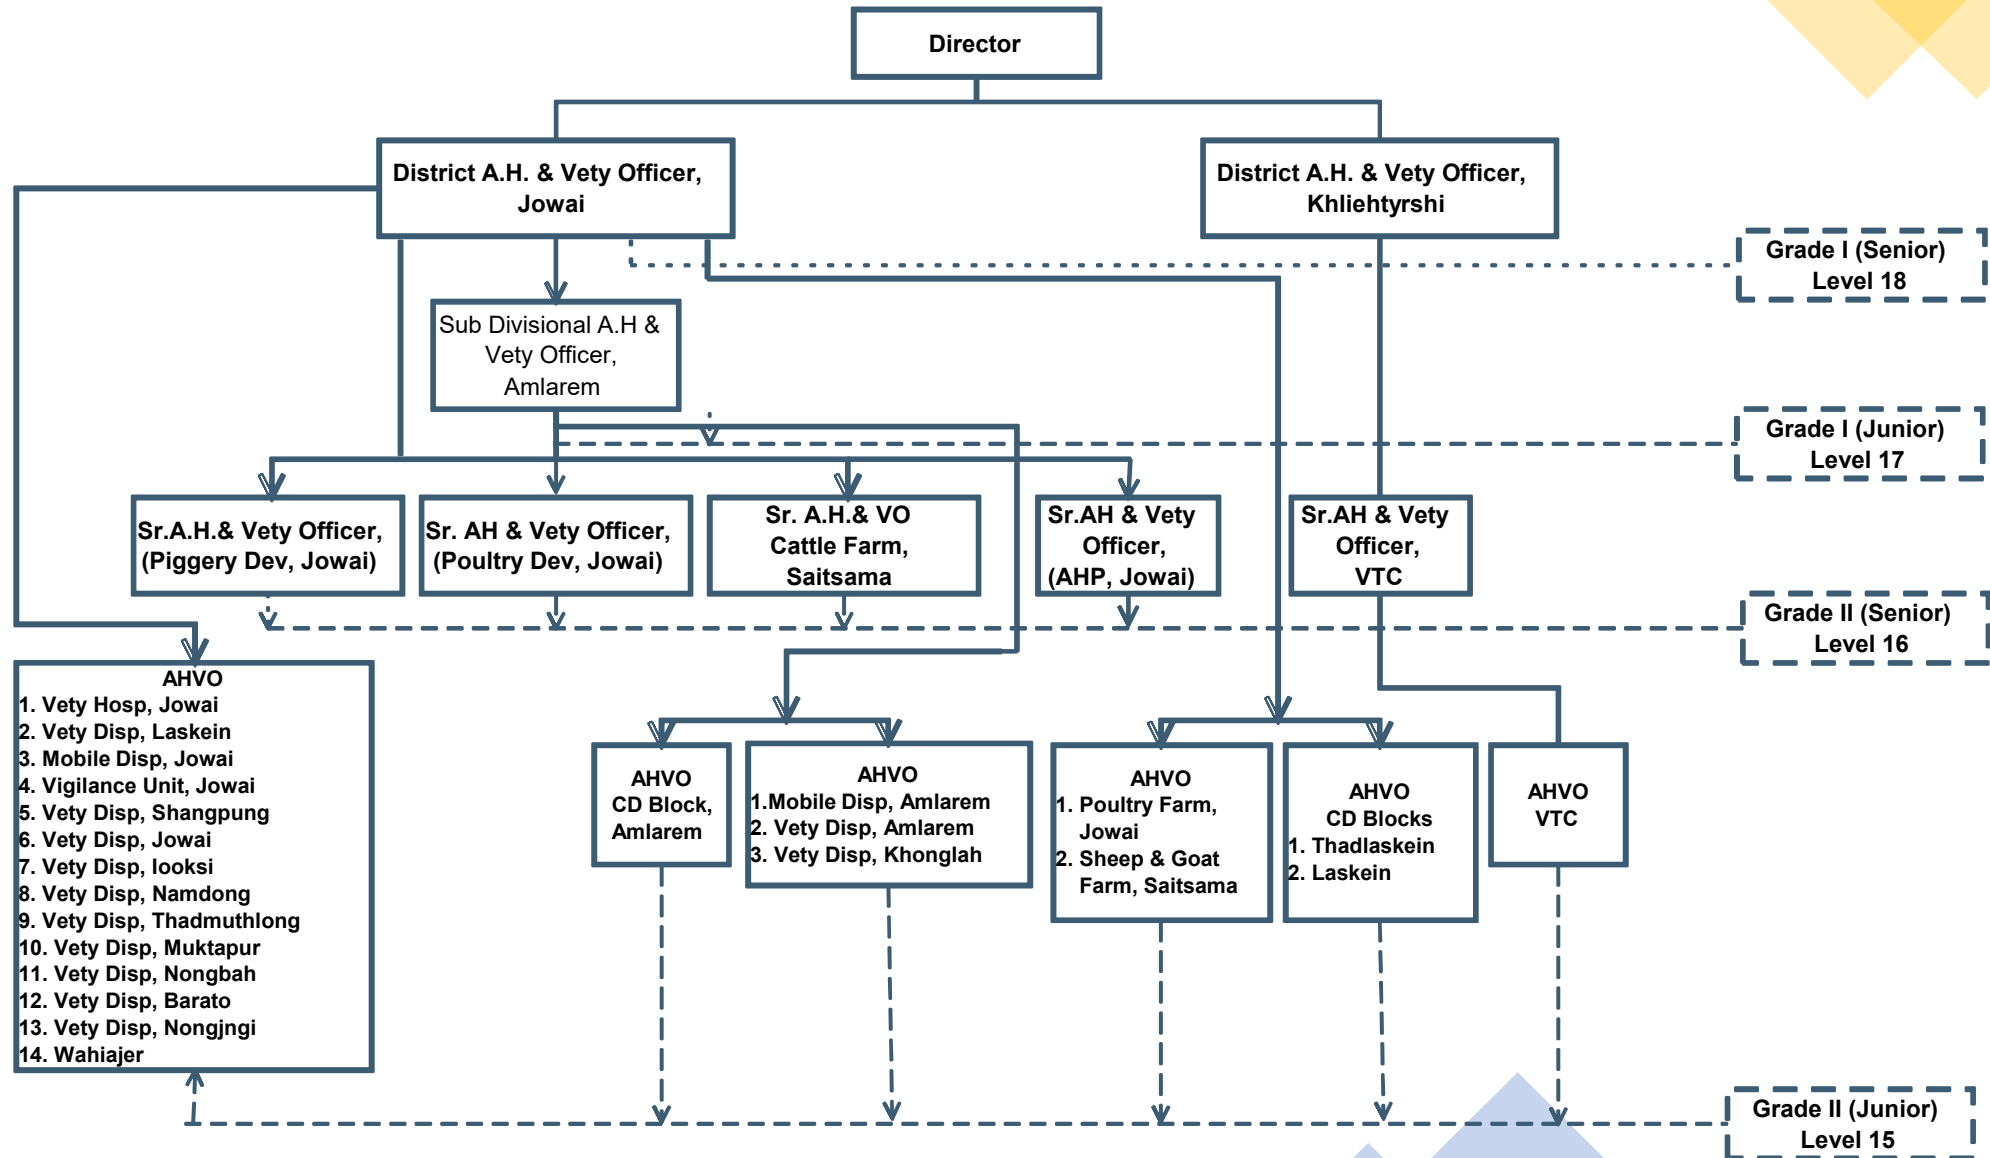 Director
District A.H. & Vety Officer,
Jowai
District A.H. & Vety Officer,
Khliehtyrshi
Grade I (Senior)
Level 18
Sub Divisional A.H &
Vety Officer,
Amlarem
Grade I (Junior)
Level 17
Sr.A.H.& Vety Officer,
(Piggery Dev, Jowai)
Sr. AH & Vety Officer,
(Poultry Dev, Jowai)
Sr. A.H.& VO
Cattle Farm,
Saitsama
Sr.AH & Vety
Officer,
(AHP, Jowai)
Sr.AH & Vety
Officer,
VTC
Grade II (Senior)
Level 16
AHVO
1. Vety Hosp, Jowai
2. Vety Disp, Laskein
3. Mobile Disp, Jowai
4. Vigilance Unit, Jowai
5. Vety Disp, Shangpung
6. Vety Disp, Jowai
7. Vety Disp, Iooksi
8. Vety Disp, Namdong
9. Vety Disp, Thadmuthlong
10. Vety Disp, Muktapur
11. Vety Disp, Nongbah
12. Vety Disp, Barato
13. Vety Disp, Nongjngi
14. Wahiajer
AHVO
CD Block,
Amlarem
AHVO
1.Mobile Disp, Amlarem
2. Vety Disp, Amlarem
3. Vety Disp, Khonglah
AHVO
1. Poultry Farm,
Jowai
2. Sheep & Goat
Farm, Saitsama
AHVO
CD Blocks
1. Thadlaskein
2. Laskein
AHVO
VTC
Grade II (Junior)
Level 15